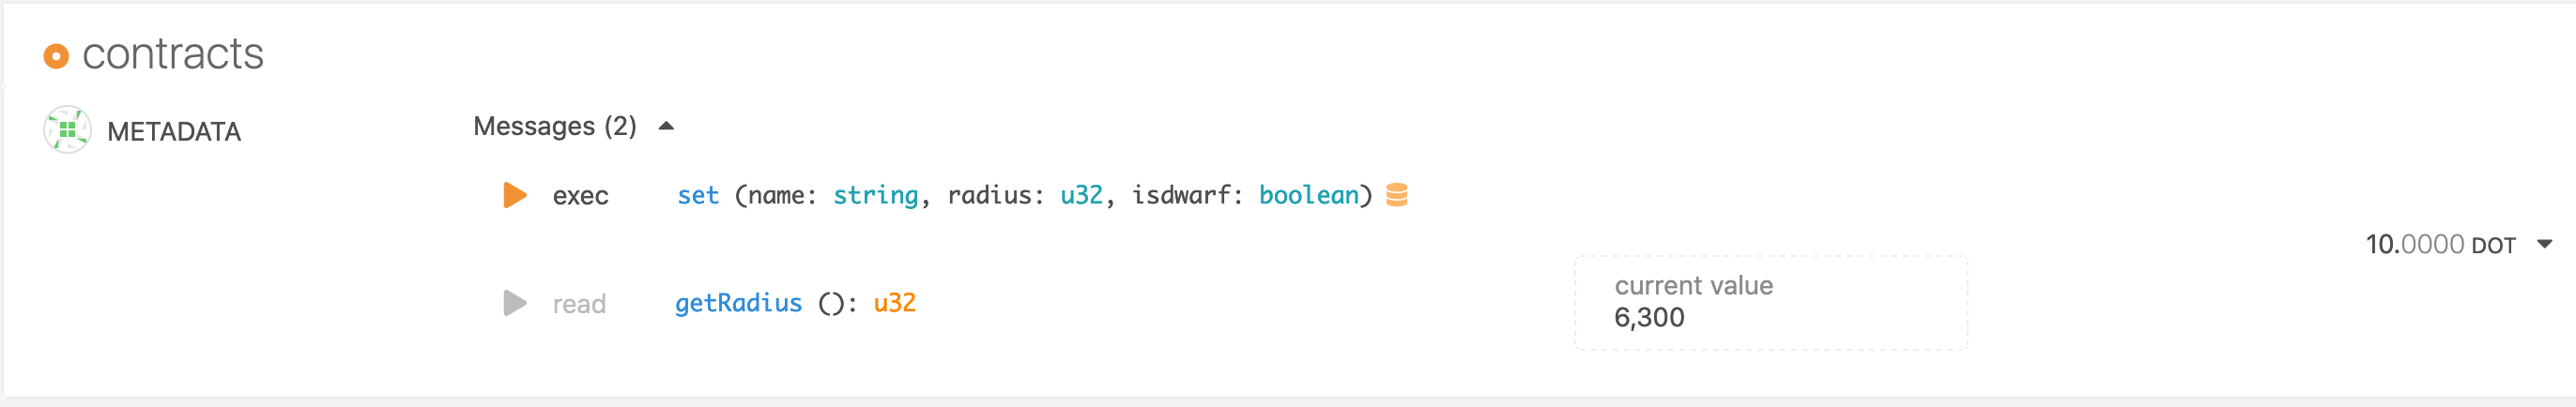 contracts
METADATA
Messages (2)
exec set (name: string, radius: u32, isdwarf: boolean)
10.0000 DOT
read getRadius (): u32
current value
6,300